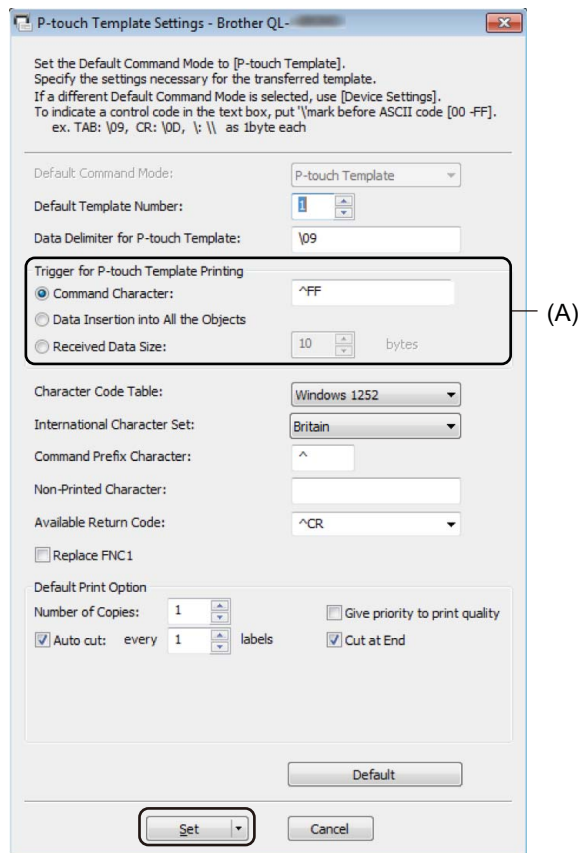 P-touch Template Settings - Brother QL-
Set the Default Command Mode to [P-touch
Template].
Specify the settings necessary for the transferred template.
If a different Default Command Mode is selected, use [Device Settings].
To indicate a control code in the text box, put '\'mark before ASCII code [00 -FF].
ex. TAB: \09, CR: \0D, \: \\ as 1byte
each
Default Command Mode: P-touch Template
Default Template Number: 1
Data Delimiter for P-touch Template: \09
Trigger for P-touch Template Printing
Command Character: ^FF
Data Insertion into All the Objects
(A)
Received Data Size: 10 bytes
Character Code Table: Windows 1252
International Character Set: Britain
Command Prefix Character: ^
Non-Printed Character:
Available Return Code: ^CR
Replace FNC1
Default Print Option
Number of Copies: 1 Give priority to print quality
Auto cut: every 1 labels Cut at End
Default
Set Cancel